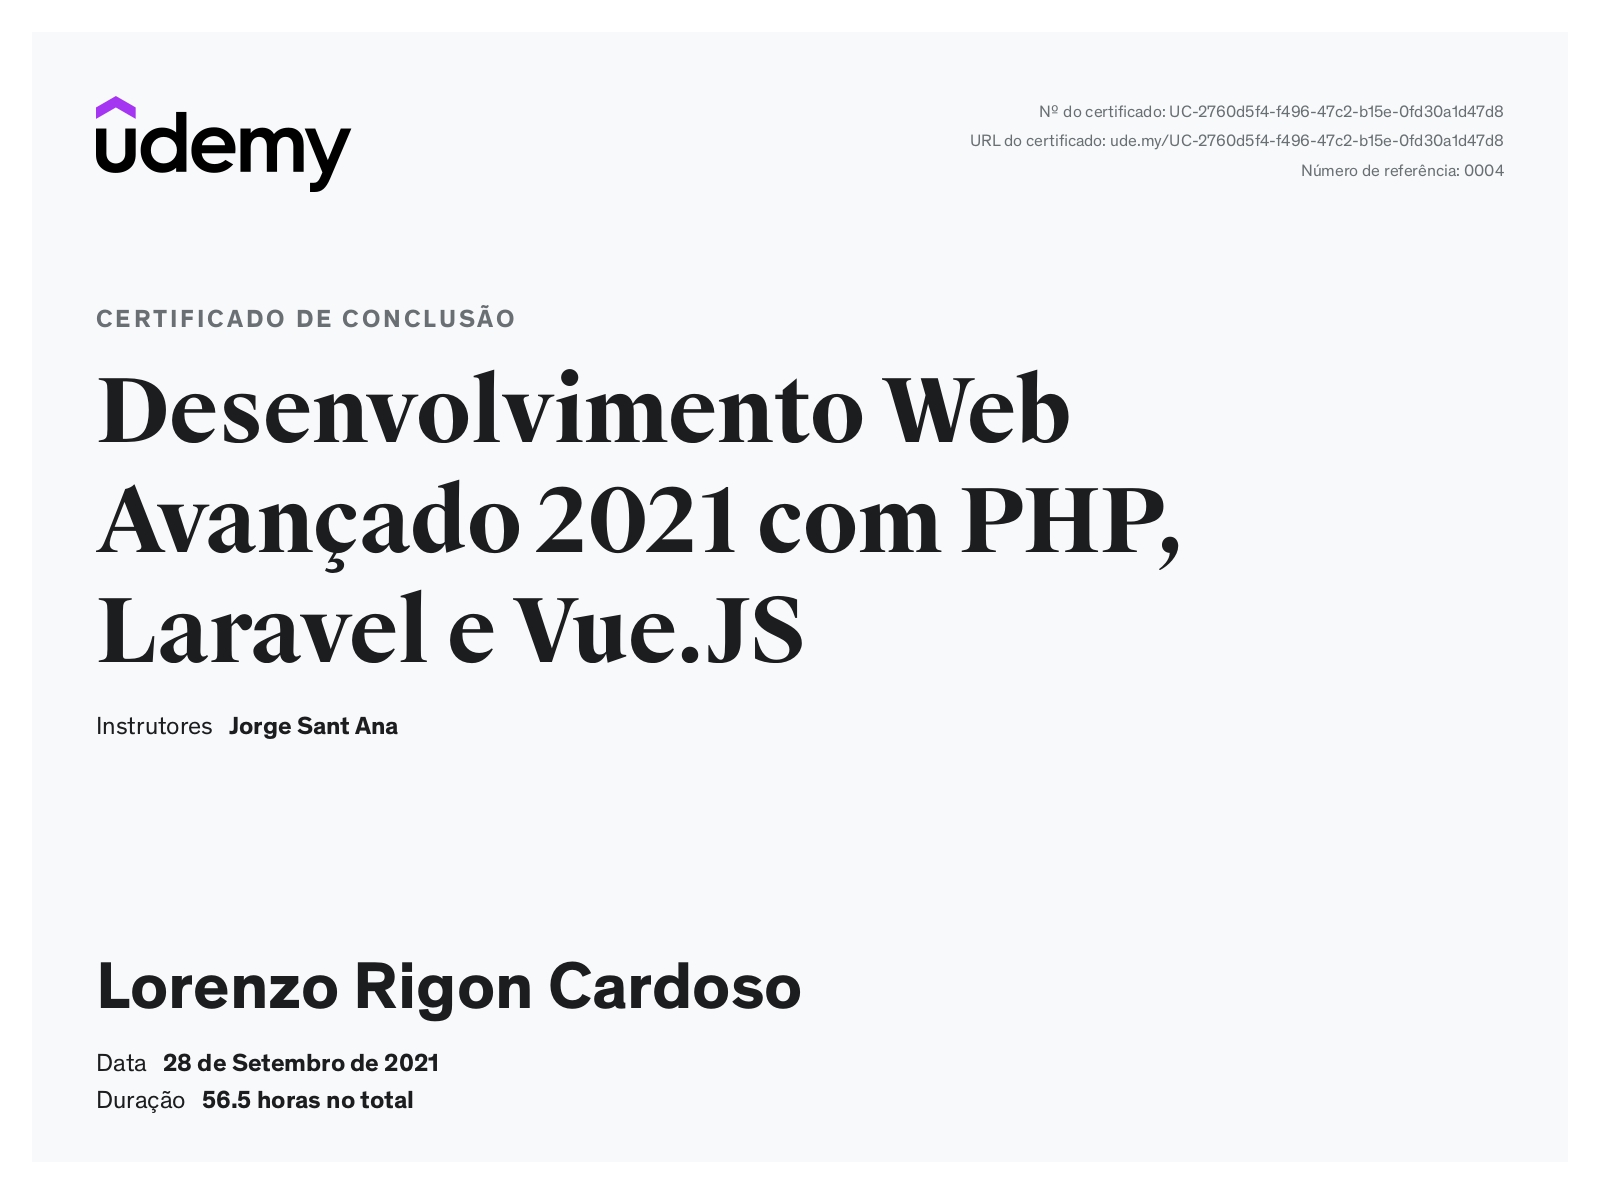 udemy
Nº do certificado: UC-2760d5f4-f496-47c2-b15e-0fd30a1d47d8
URL do certificado: ude.my/UC-2760d5f4-f496-47c2-b15e-0fd30a1d47d8
Número de referência: 0004
CERTIFICADO DE CONCLUSÃO
Desenvolvimento Web
Avançado 2021 com PHP,
Laravel e Vue.JS
Instrutores Jorge Sant Ana
Lorenzo Rigon Cardoso
Data 28 de Setembro de 2021
Duração 56.5 horas no total